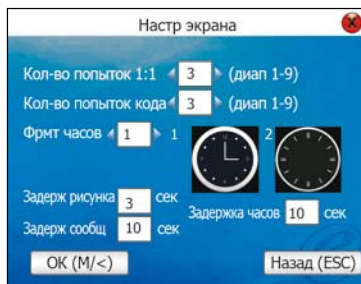 Настр экрана
Кол-во попыток 1:1 3 (диап 1-9)
Кол-во попыток кода 3 (диап 1-9)
Фрмт часов 1 1 2
Задерж рисунка 3 сек
Задержка часов 10 сек
Задерж сообщ 10 сек
OK (M/<) Назад (ESC)